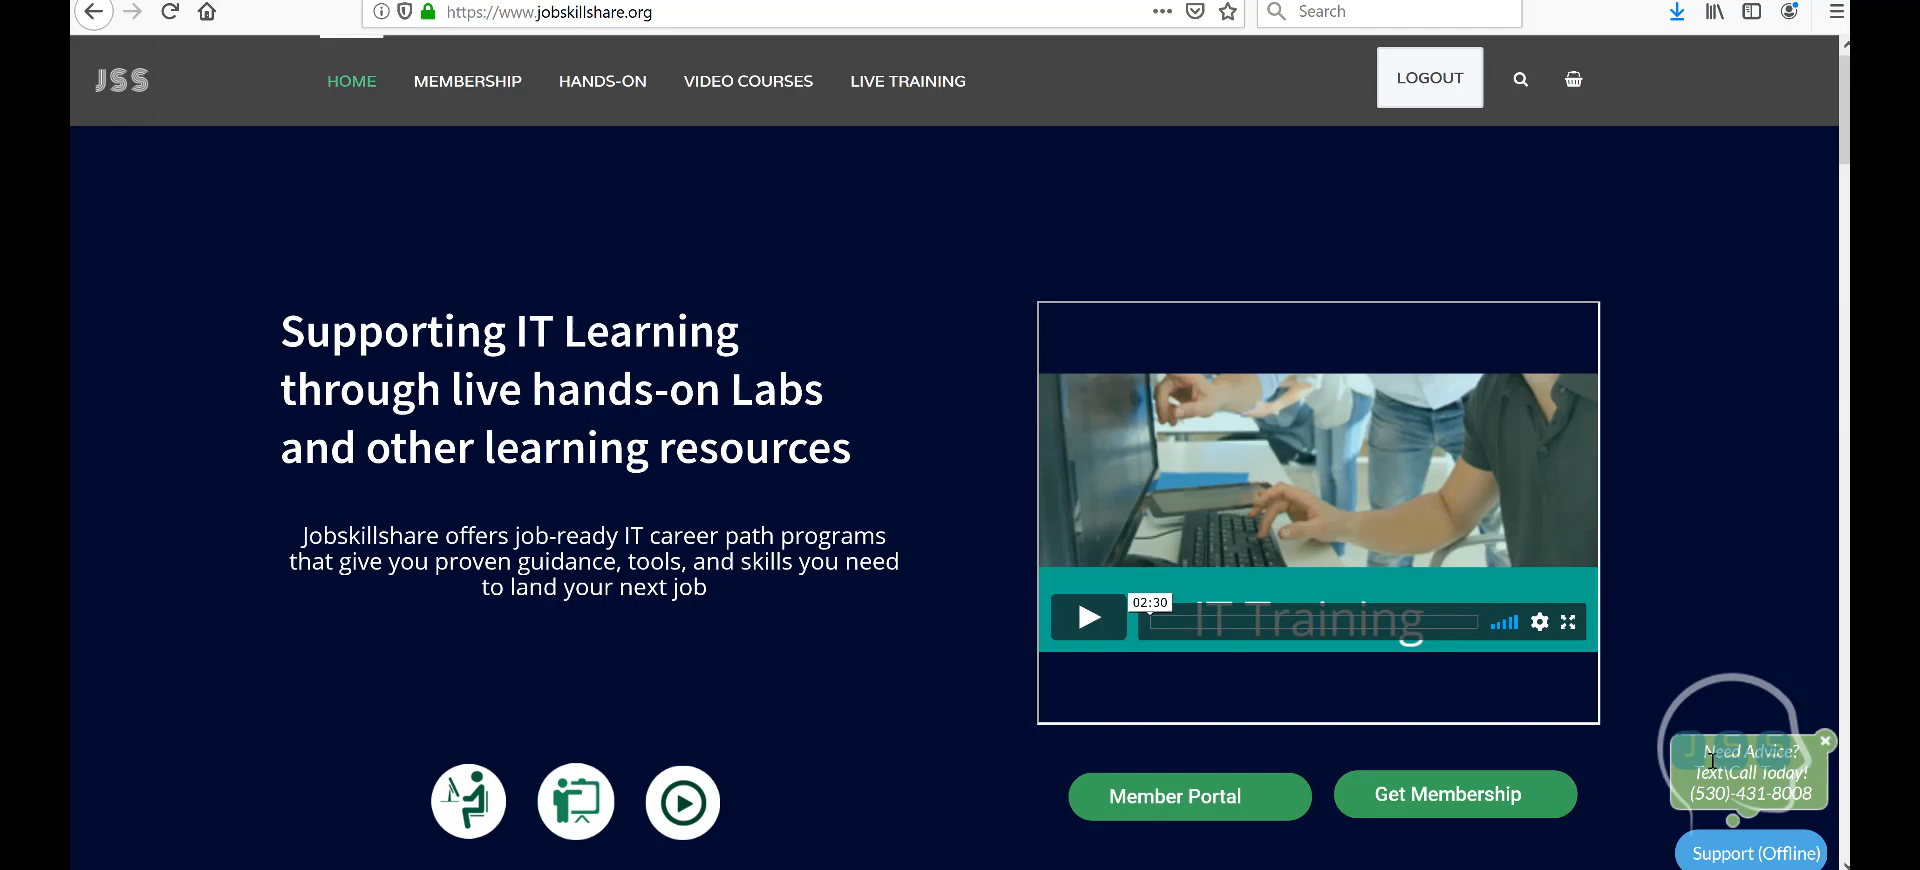 https://www.jobskillshare.org
Search
JSS
HOME
MEMBERSHIP
HANDS-ON
VIDEO COURSES
LIVE TRAINING
LOGOUT
Supporting IT Learning
through live hands-on Labs
and other learning resources
Jobskillshare offers job-ready IT career path programs
that give you proven guidance, tools, and skills you need
to land your next job
02:30
IT Training
Member Portal
Get Membership
JSS
Need Advice?
Text\Call Today!
(530)-431-8008
Support (Offline)